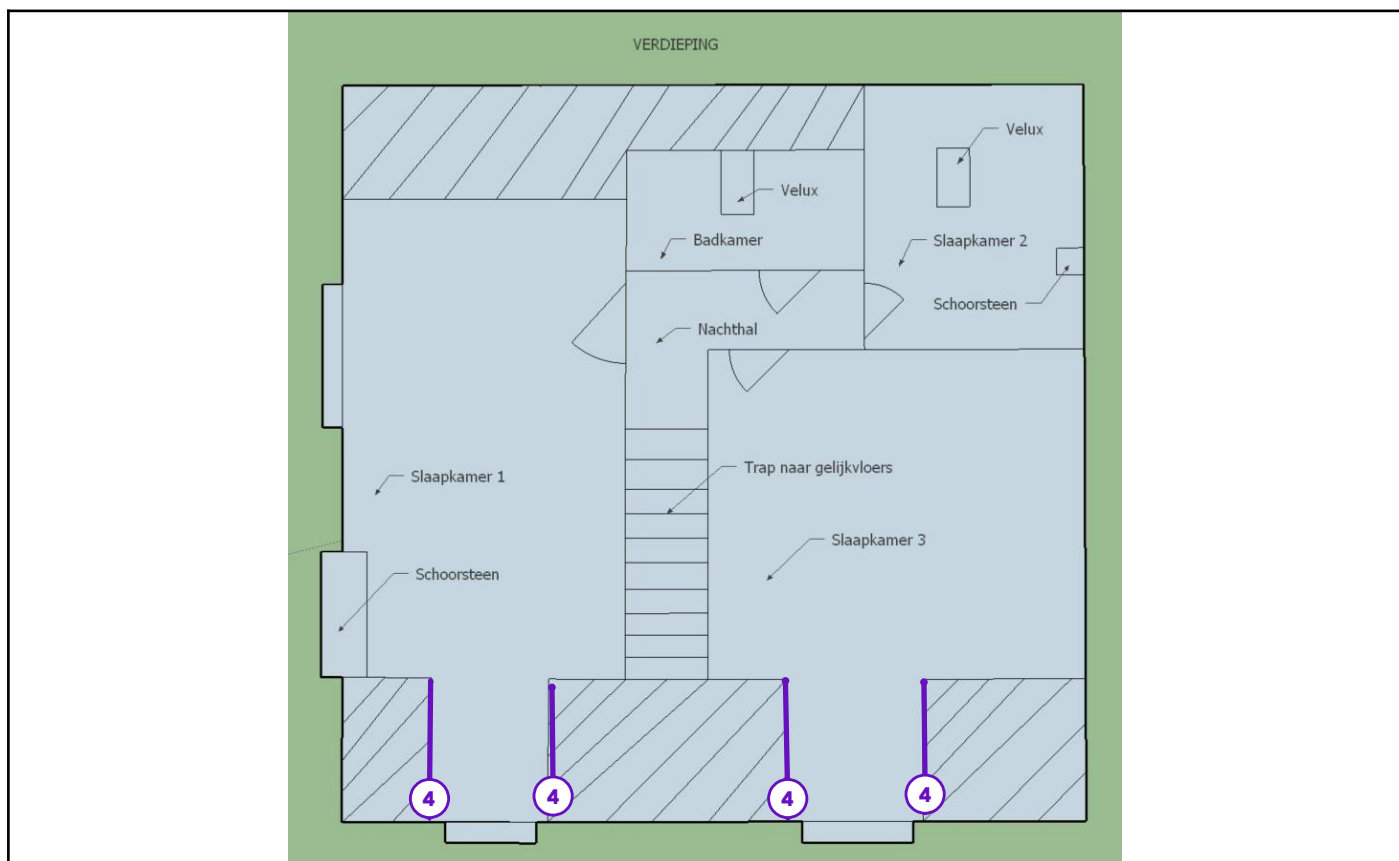 VERDIEPING
Velux
Velux
Badkamer
Slaapkamer 2
Schoorsteen
Nachthal
Trap naar gelijkvloers
Slaapkamer 1
Slaapkamer 3
Schoorsteen
4
4
4
4